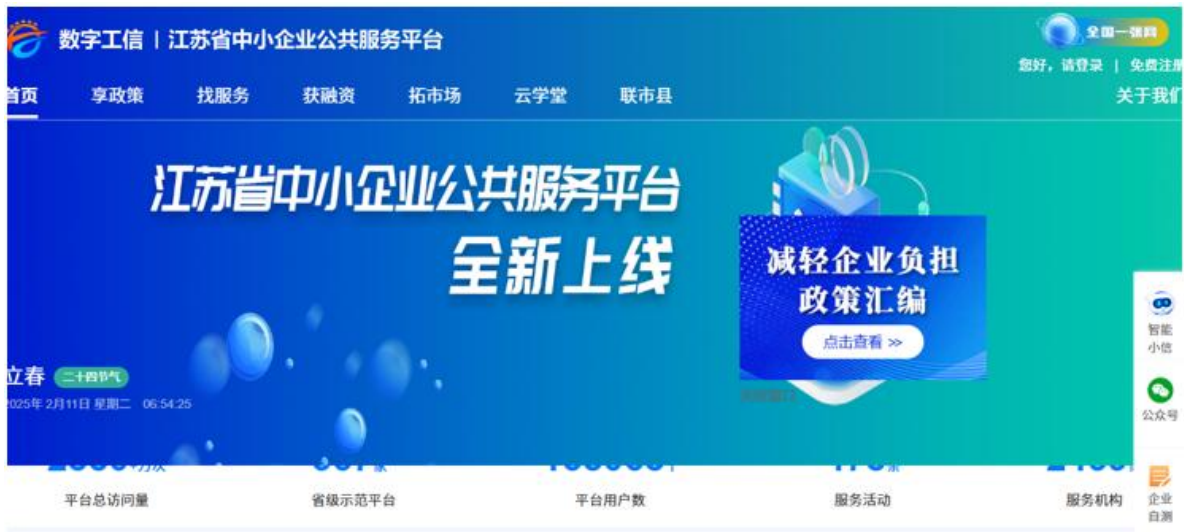 数字工信 | 江苏省中小企业公共服务平台
全国一张网
您好，请登录 | 免费注册
首页 享政策 找服务 获融资 拓市场 云学堂 联市县 关于我们
江苏省中小企业公共服务平台
全新上线
减轻企业负担
政策汇编
点击查看 >>
立春 二十四节气
2025年2月11日 星期二 06:54:25
智能
小信
公众号
平台总访问量 省级示范平台 平台用户数 服务活动 服务机构
企业
自测